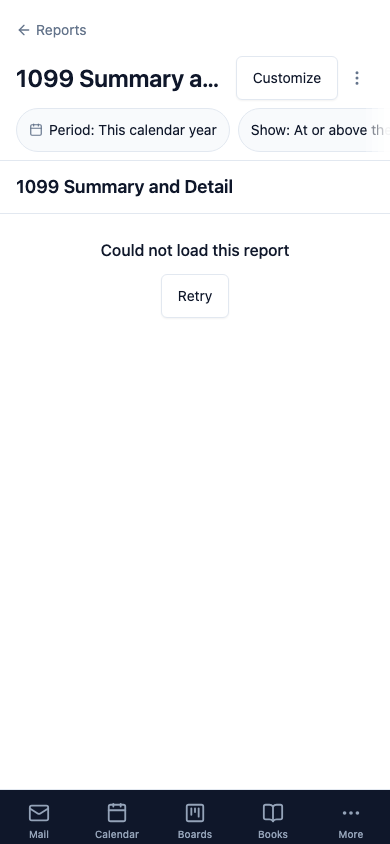 Reports
1099 Summary a...
Customize
Period: This calendar year
Show: At or above the
1099 Summary and Detail
Could not load this report
Retry
Mail
Calendar
Boards
Books
More